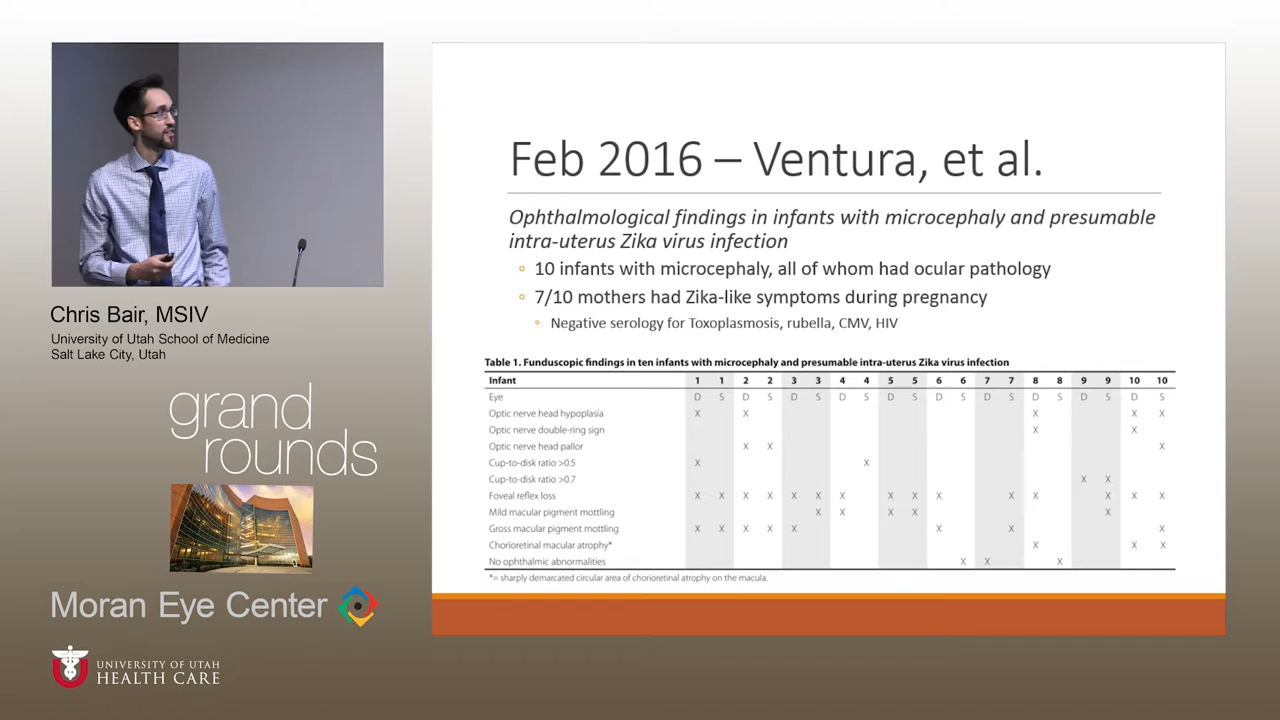 Chris Bair, MSIV
University of Utah School of Medicine
Salt Lake City, Utah
grand
rounds
Moran Eye Center
UNIVERSITY OF UTAH
HEALTH CARE
Feb 2016 – Ventura, et al.
Ophthalmological findings in infants with microcephaly and presumable
intra-uterus Zika virus infection
◦ 10 infants with microcephaly, all of whom had ocular pathology
◦ 7/10 mothers had Zika-like symptoms during pregnancy
◦ Negative serology for Toxoplasmosis, rubella, CMV, HIV
Table 1. Funduscopic findings in ten infants with microcephaly and presumable intra-uterus Zika virus infection
Infant 1 1 2 2 3 3 4 4 5 5 6 6 7 7 8 8 9 9 10 10
Eye D S D S D S D S D S D S D S D S D S D S
Optic nerve head hypoplasia X X X X X
Optic nerve double-ring sign X X
Optic nerve head pallor X X X
Cup-to-disk ratio >0.5 X X
Cup-to-disk ratio >0.7 X X
Foveal reflex loss X X X X X X X X X X X X X X X
Mild macular pigment mottling X X X X X
Gross macular pigment mottling X X X X X X X X
Chorioretinal macular atrophy* X X X
No ophthalmic abnormalities X X X
*= sharply demarcated circular area of chorioretinal atrophy on the macula.